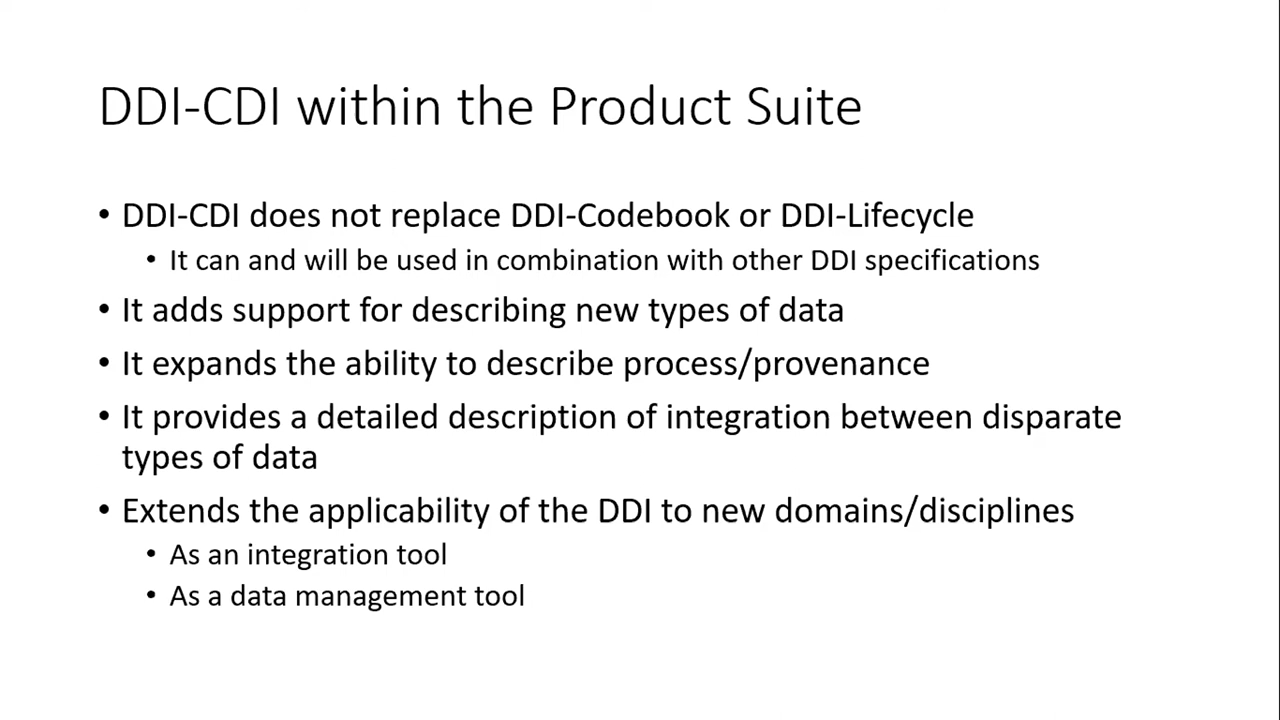 DDI-CDI within the Product Suite
• DDI-CDI does not replace DDI-Codebook or DDI-Lifecycle
• It can and will be used in combination with other DDI specifications
• It adds support for describing new types of data
• It expands the ability to describe process/provenance
• It provides a detailed description of integration between disparate
types of data
• Extends the applicability of the DDI to new domains/disciplines
• As an integration tool
• As a data management tool